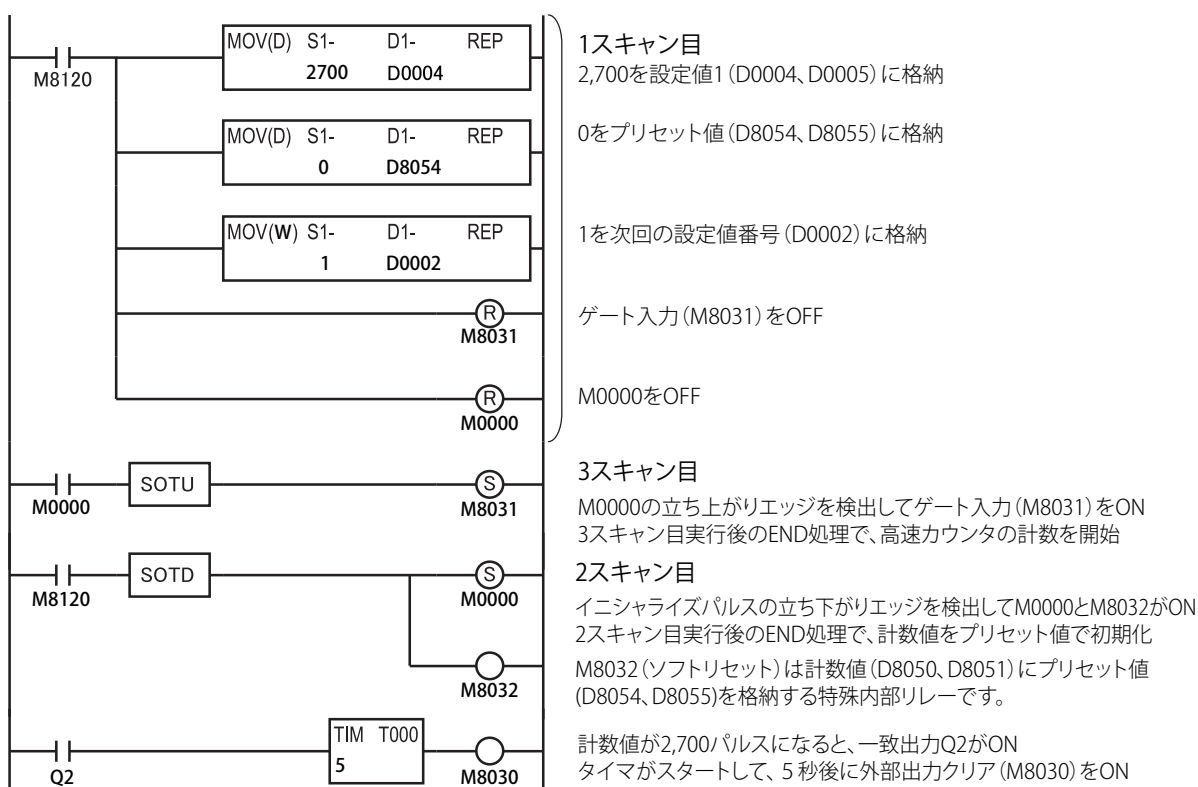 MOV(D) S1- D1- REP
2700 D0004
M8120
1スキャン目
2,700を設定値1（D0004、D0005）に格納
MOV(D) S1- D1- REP
0 D8054
0をプリセット値（D8054、D8055）に格納
MOV(W) S1- D1- REP
1 D0002
1を次回の設定値番号（D0002）に格納
R
M8031
ゲート入力（M8031）をOFF
R
M0000
M0000をOFF
M0000
SOTU
S
M8031
3スキャン目
M0000の立ち上がりエッジを検出してゲート入力（M8031）をON
3スキャン目実行後のEND処理で、高速カウンタの計数を開始
M8120
SOTD
S
M0000
2スキャン目
イニシャライズパルスの立ち下がりエッジを検出してM0000とM8032がON
2スキャン目実行後のEND処理で、計数値をプリセット値で初期化
M8032
M8032（ソフトリセット）は計数値（D8050、D8051）にプリセット値
(D8054、D8055)を格納する特殊内部リレーです。
Q2
TIM T000
5
M8030
計数値が2,700パルスになると、一致出力Q2がON
タイマがスタートして、5秒後に外部出力クリア（M8030）をON